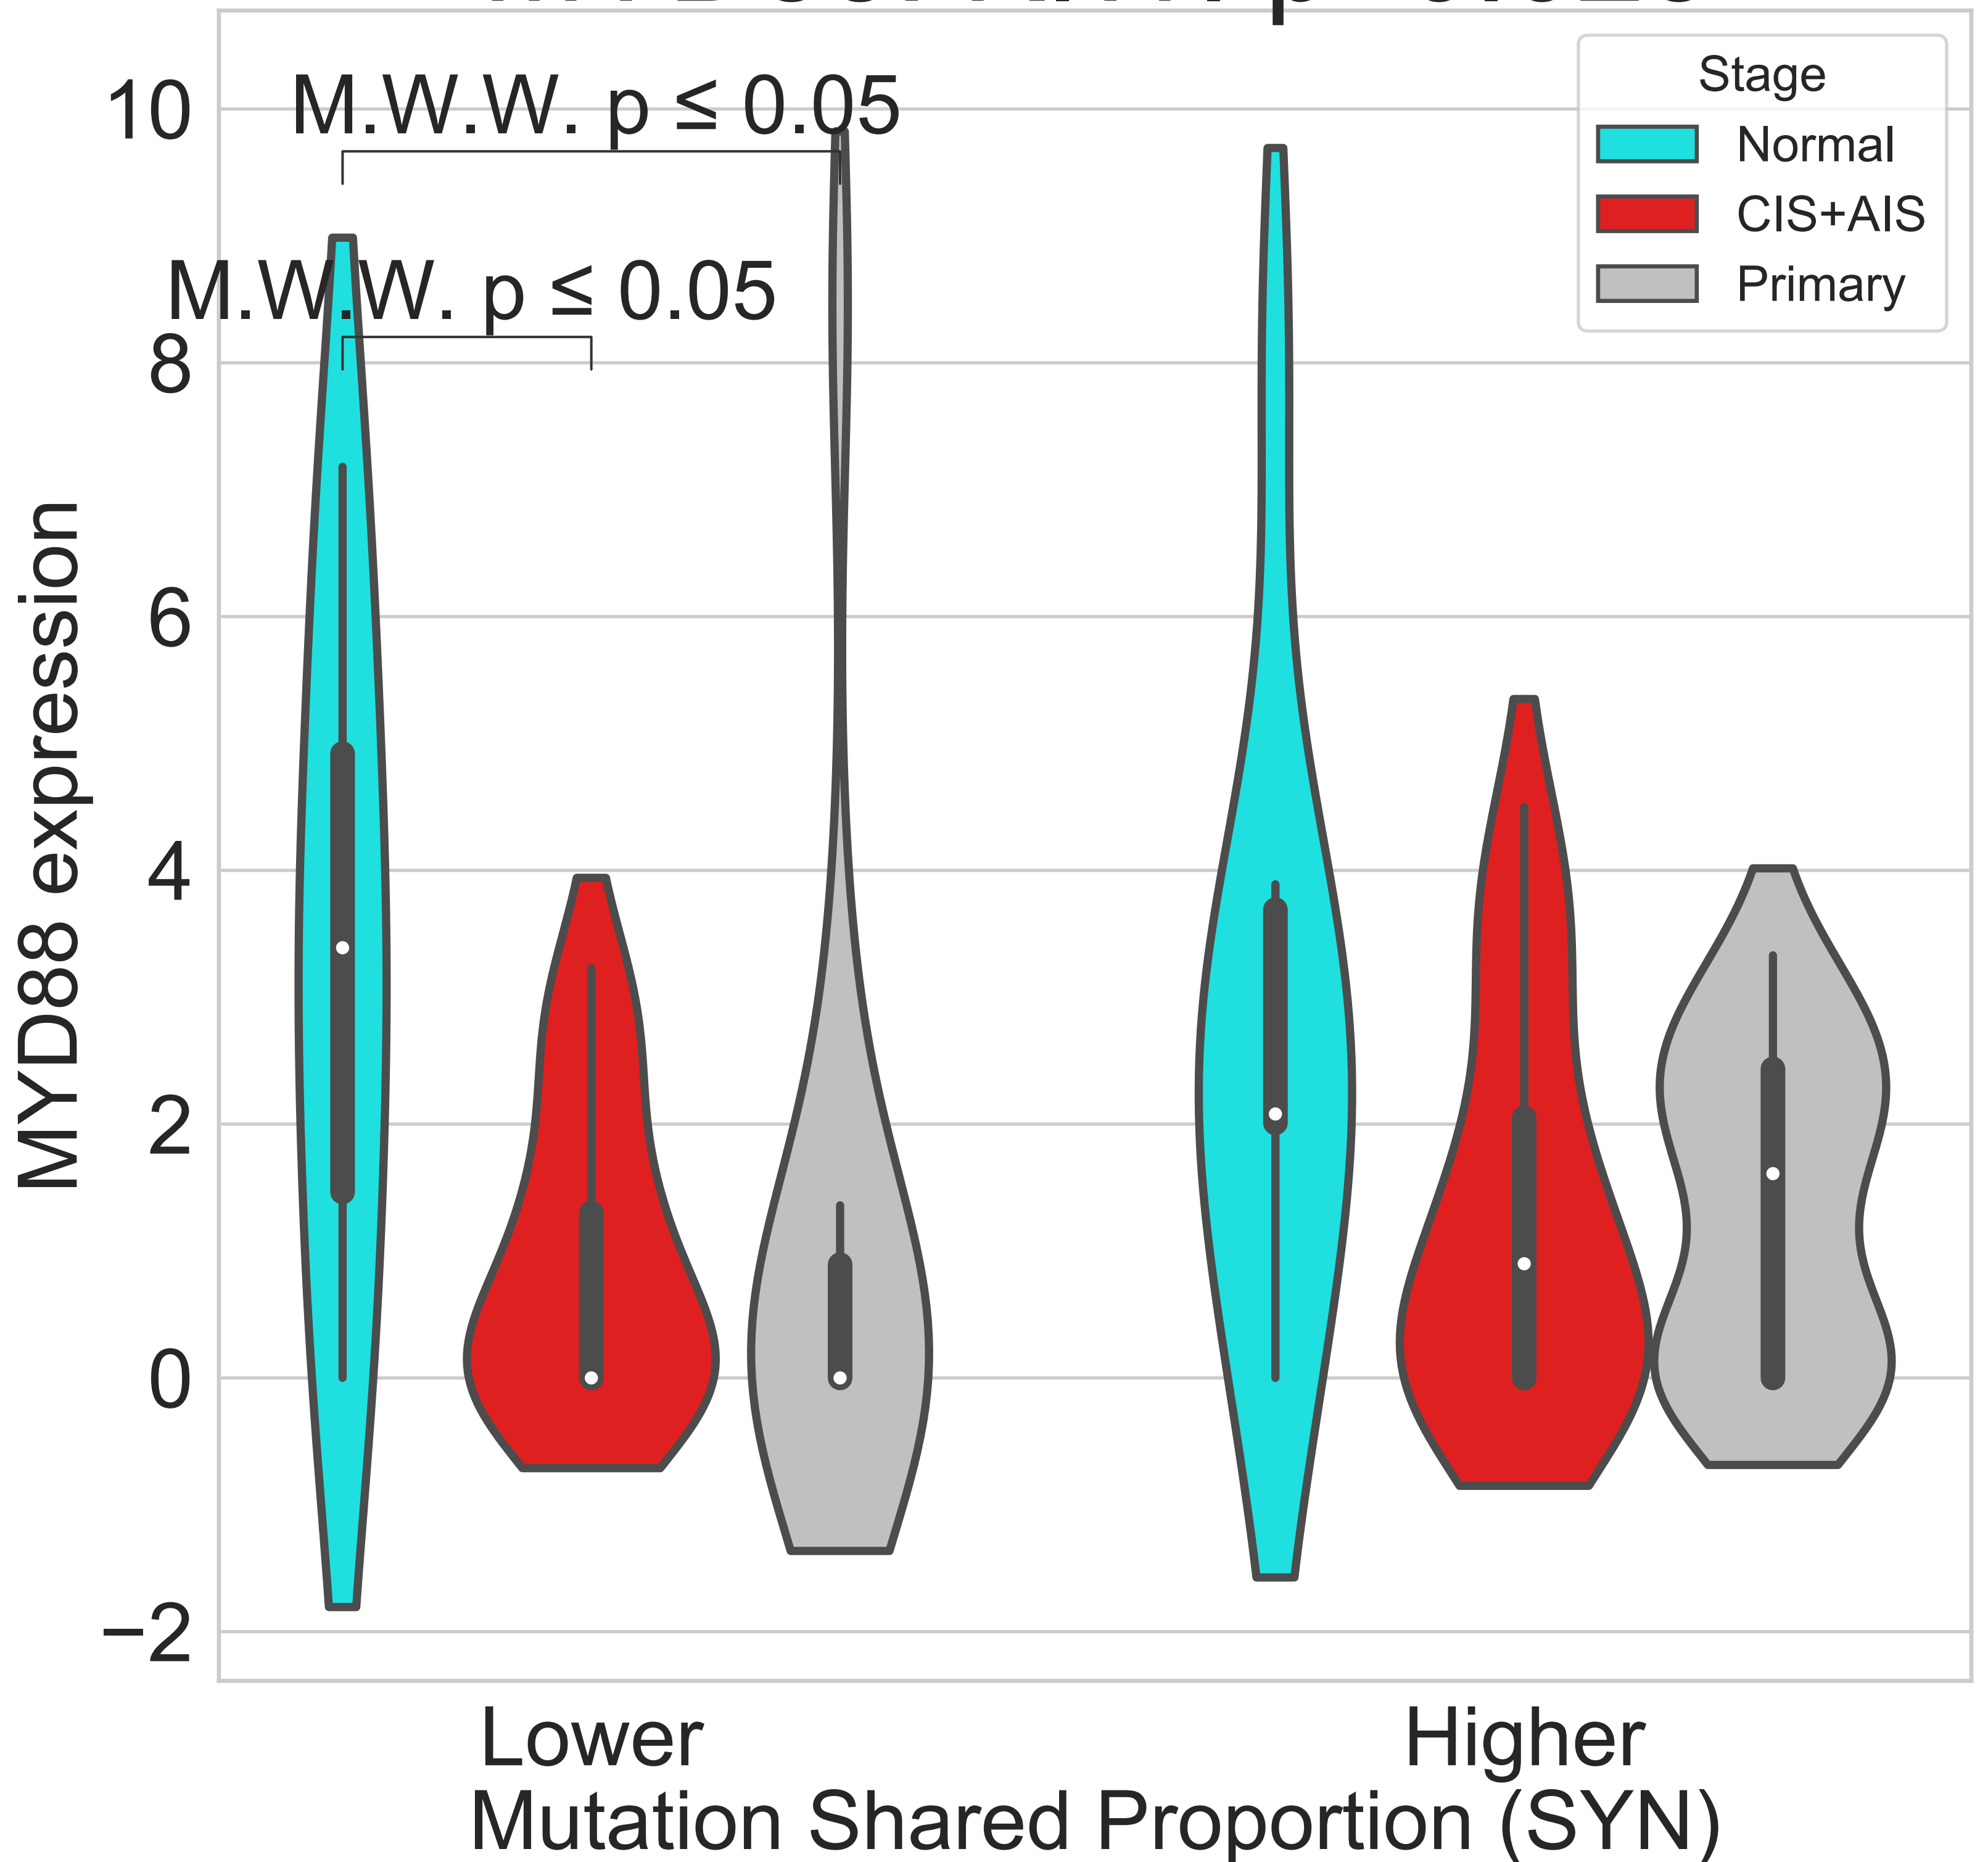 10
8
6
4
2
0
−2
MYD88 expression
M.W.W. p ≤ 0.05
M.W.W. p ≤ 0.05
Stage
Normal
CIS+AIS
Primary
Lower
Higher
Mutation Shared Proportion (SYN)